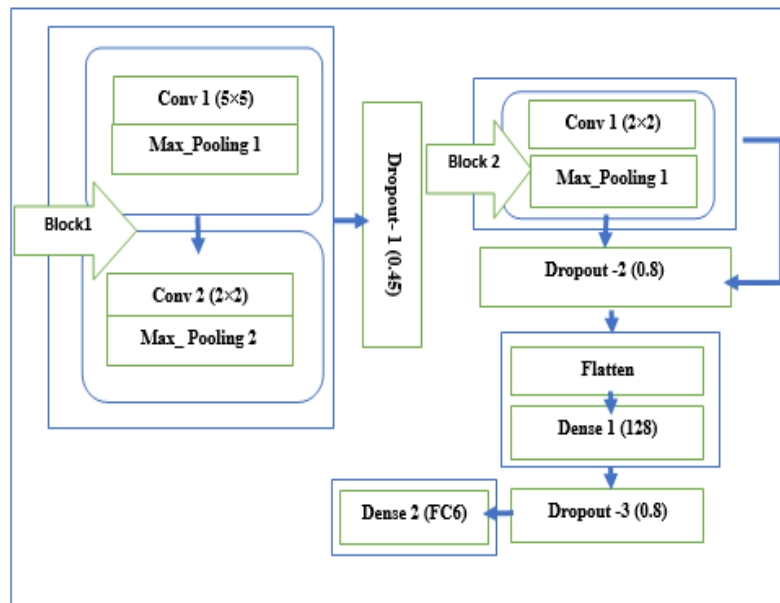 Conv 1 (5×5)
Max_Pooling 1
Block1
Conv 2 (2×2)
Max_ Pooling 2
Dropout- 1 (0.45)
Block 2
Conv 1 (2×2)
Max_Pooling 1
Dropout -2 (0.8)
Flatten
Dense 1 (128)
Dropout -3 (0.8)
Dense 2 (FC6)